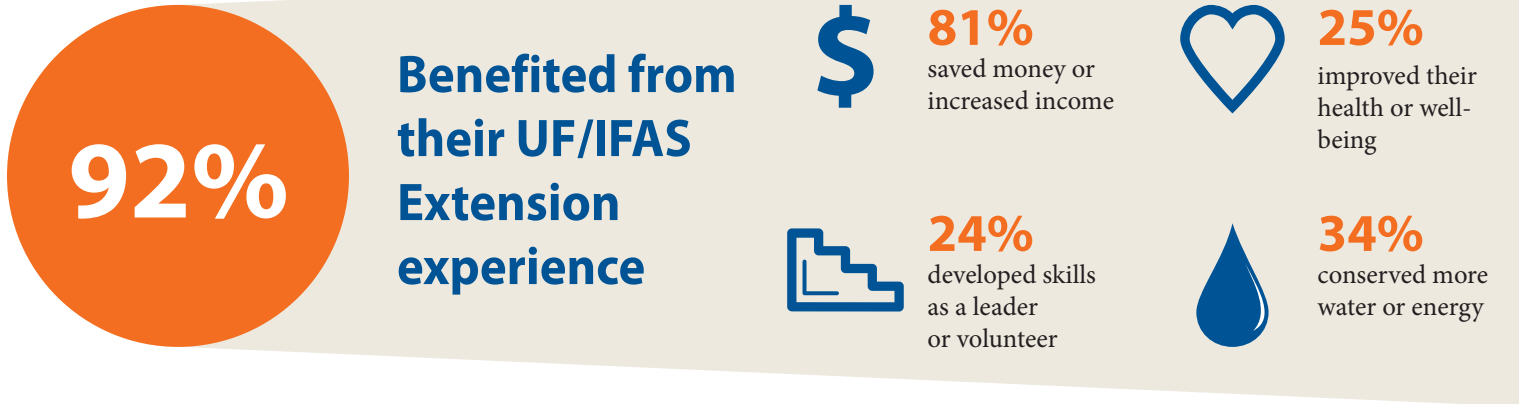 92%
Benefited from
their UF/IFAS
Extension
experience
81%
saved money or
increased income
25%
improved their
health or well-
being
24%
developed skills
as a leader
or volunteer
34%
conserved more
water or energy